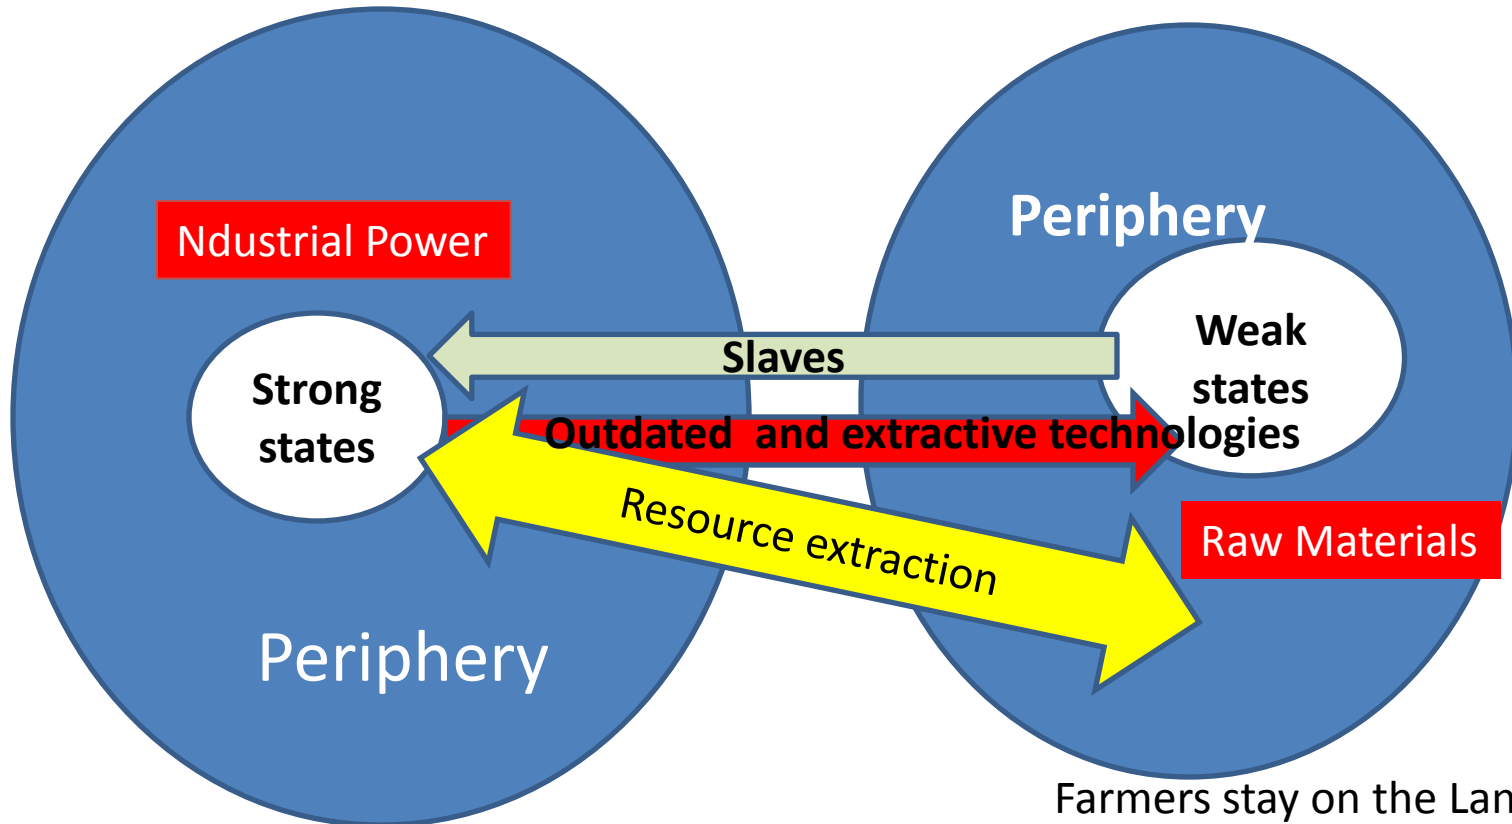 Ndustrial Power
Strong
states
Periphery
Periphery
Weak
states
Slaves
Outdated and extractive technologies
Resource extraction
Raw Materials
Farmers stay on the